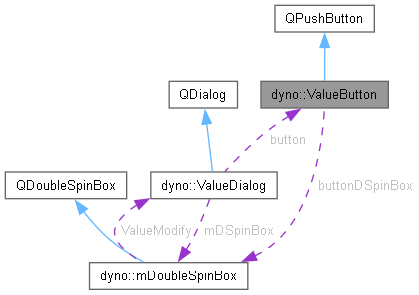 QPushButton
QDialog
dyno::ValueButton
button
QDoubleSpinBox
dyno::ValueDialog
buttonDSpinBox
ValueModify
mDSpinBox
dyno::mDoubleSpinBox